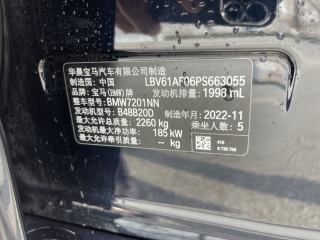 华晨宝马汽车有限公司制造
制造国: 中国 LBV61AF06PS663055
品牌: 宝马(BMW)牌 发动机排量: 1998 mL
整车型号: BMW7201NN
发动机型号: B48B20D 制造年月: 2022-11
最大允许总质量: 2260 kg 乘坐人数: 5
发动机最大净功率: 185 kW
最大允许牵引质量: -- kg